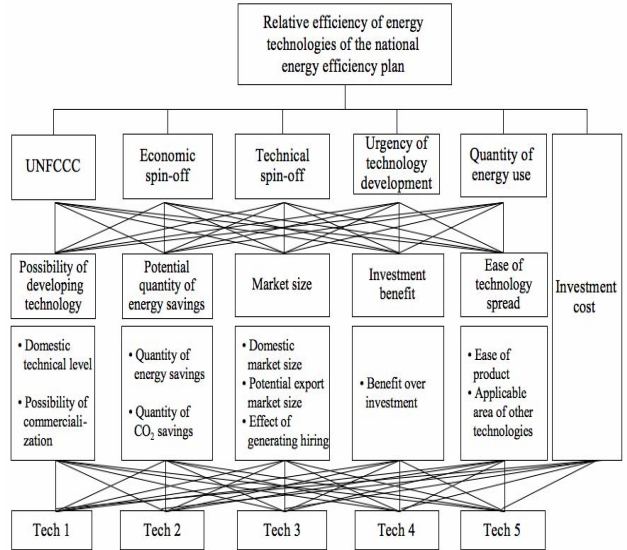 Relative efficiency of energy
technologies of the national
energy efficiency plan
UNFCCC
Economic
spin-off
Technical
spin-off
Urgency of
technology
development
Quantity of
energy use
Possibility of
developing
technology
Potential
quantity of
energy savings
Market size
Investment
benefit
Ease of
technology
spread
Investment
cost
• Domestic
technical level
• Possibility of
commerciali-
zation
• Quantity of
energy savings
• Quantity of
CO₂ savings
• Domestic
market size
• Potential export
market size
• Effect of
generating hiring
• Benefit over
investment
• Ease of
product
• Applicable
area of other
technologies
Tech 1
Tech 2
Tech 3
Tech 4
Tech 5